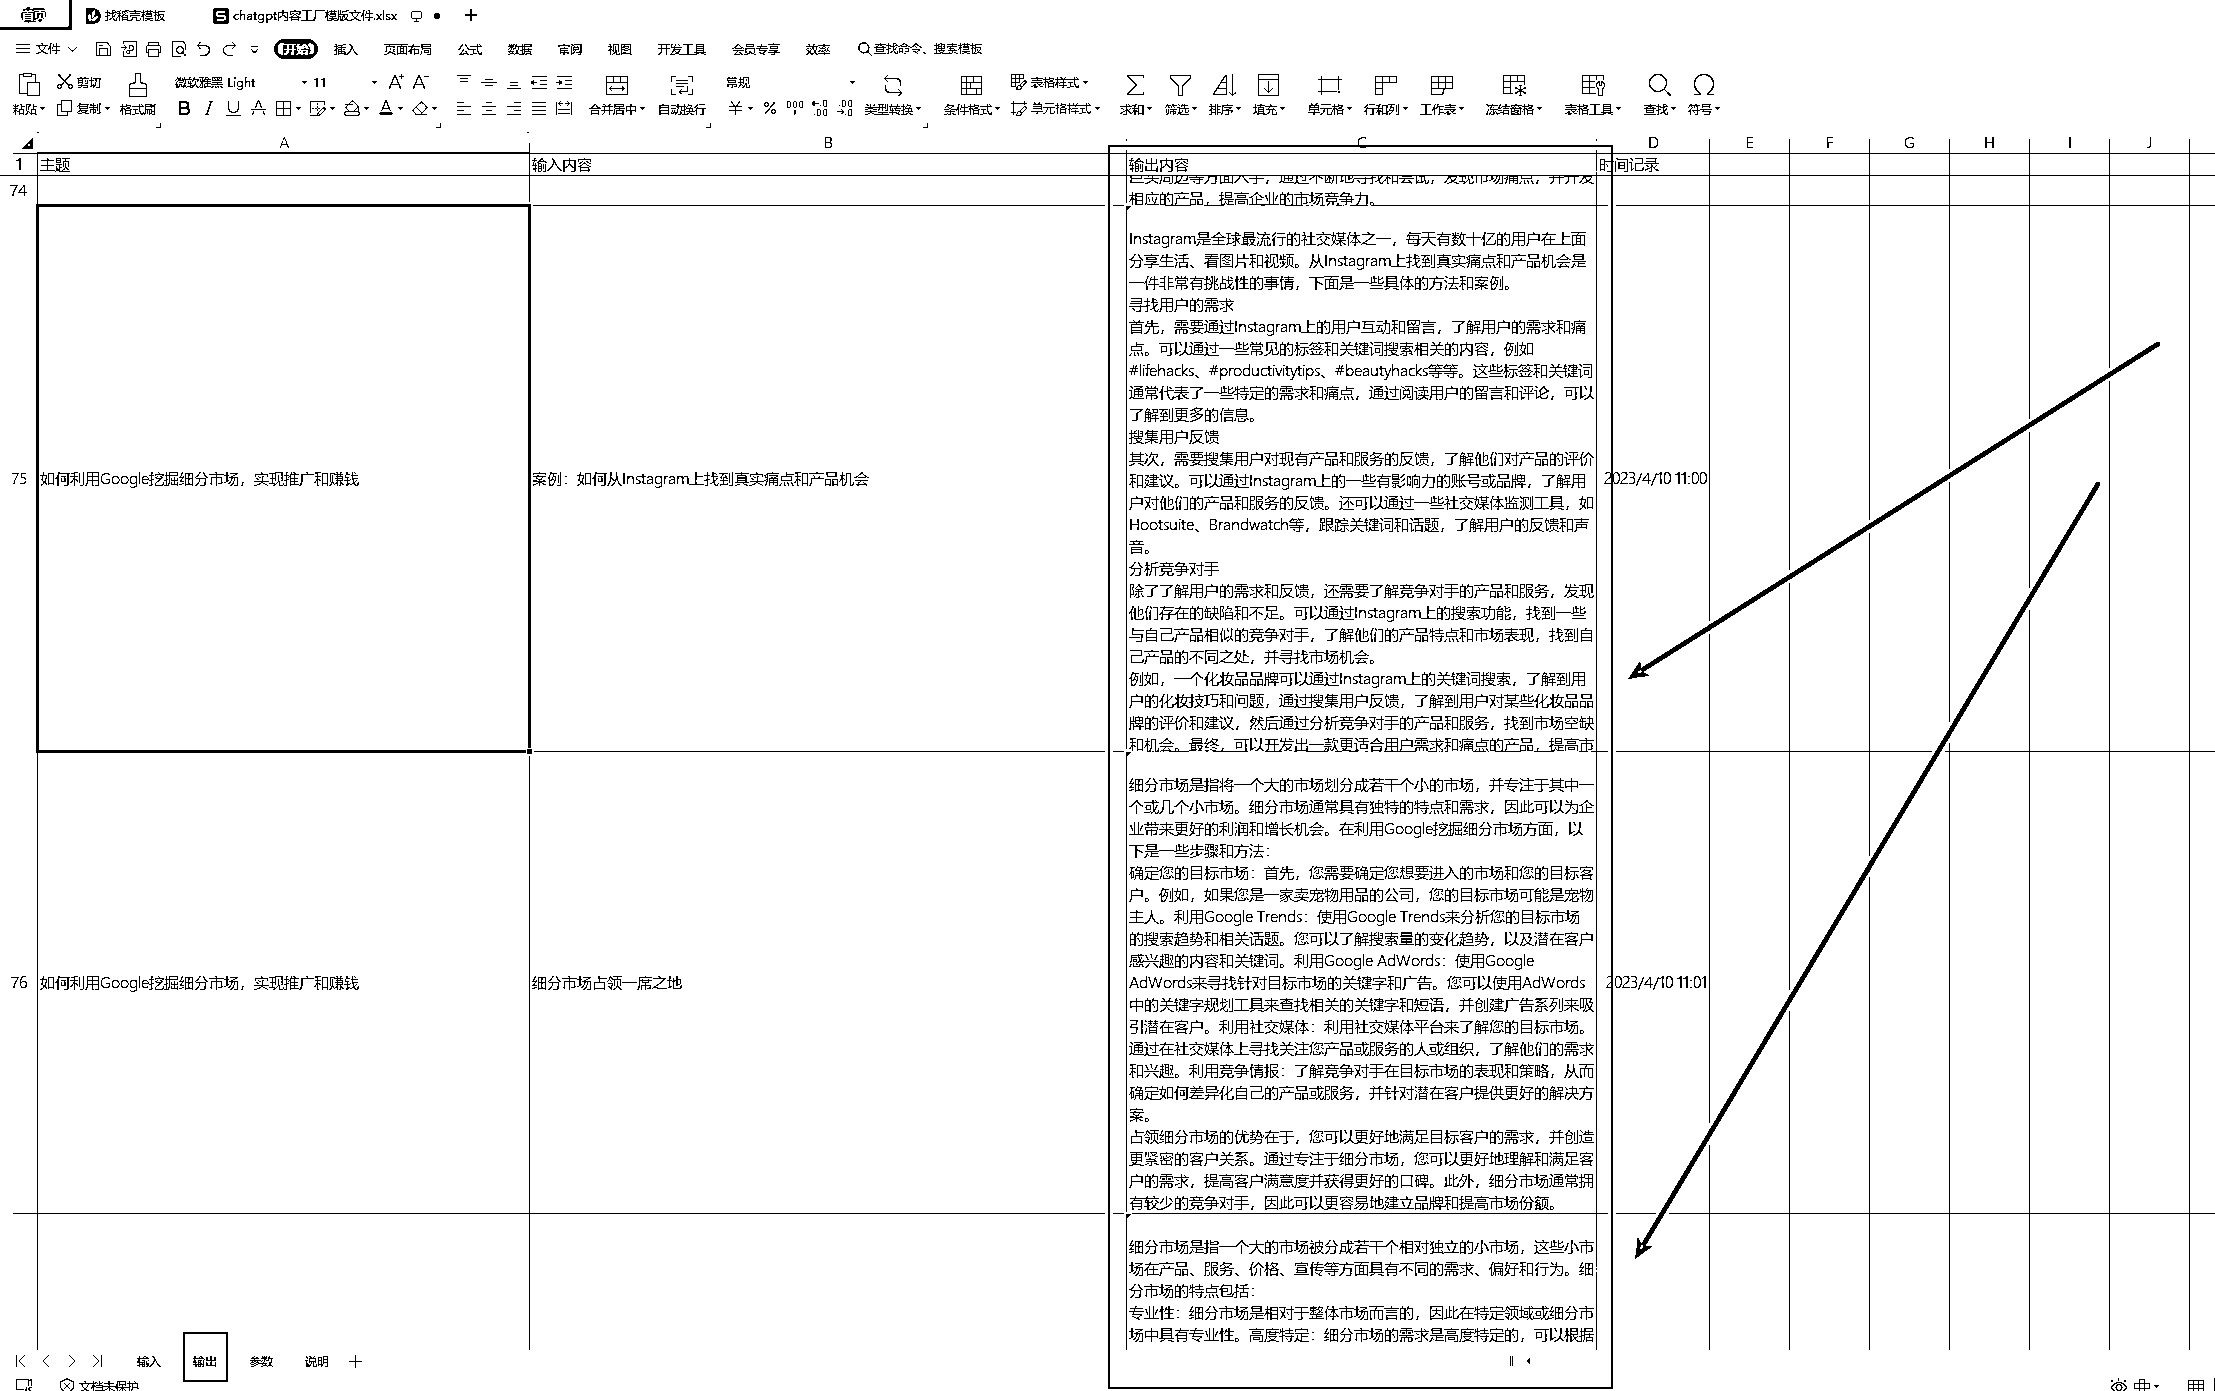 首页 找稻壳模板 chatgpt内容工厂模版文件.xlsx
文件 开始 插入 页面布局 公式 数据 审阅 视图 开发工具 会员专享 效率 查找命令、搜索模板
剪切 微软雅黑 Light 11 A⁺ A⁻ 常规 表格样式
粘贴 复制 格式刷 B I U A 合并居中 自动换行 ¥ % 类型转换 条件格式 单元格样式 求和 筛选 排序 填充 单元格 行和列 工作表 冻结窗格 表格工具 查找 符号
A B C D E F G H I J
1 主题 输入内容 输出内容 时间记录
74 巨头周边等方面入手，通过不断地寻找和尝试，发现市场痛点，并开发
相应的产品，提高企业的市场竞争力。
Instagram是全球最流行的社交媒体之一，每天有数十亿的用户在上面
分享生活、看图片和视频。从Instagram上找到真实痛点和产品机会是
一件非常有挑战性的事情，下面是一些具体的方法和案例。
寻找用户的需求
首先，需要通过Instagram上的用户互动和留言，了解用户的需求和痛
点。可以通过一些常见的标签和关键词搜索相关的内容，例如
#lifehacks、#productivitytips、#beautyhacks等等。这些标签和关键词
通常代表了一些特定的需求和痛点，通过阅读用户的留言和评论，可以
了解到更多的信息。
搜集用户反馈
其次，需要搜集用户对现有产品和服务的反馈，了解他们对产品的评价
75 如何利用Google挖掘细分市场，实现推广和赚钱 案例：如何从Instagram上找到真实痛点和产品机会 和建议。可以通过Instagram上的一些有影响力的账号或品牌，了解用 2023/4/10 11:00
户对他们的产品和服务的反馈。还可以通过一些社交媒体监测工具，如
Hootsuite、Brandwatch等，跟踪关键词和话题，了解用户的反馈和声
音。
分析竞争对手
除了了解用户的需求和反馈，还需要了解竞争对手的产品和服务，发现
他们存在的缺陷和不足。可以通过Instagram上的搜索功能，找到一些
与自己产品相似的竞争对手，了解他们的产品特点和市场表现，找到自
己产品的不同之处，并寻找市场机会。
例如，一个化妆品品牌可以通过Instagram上的关键词搜索，了解到用
户的化妆技巧和问题，通过搜集用户反馈，了解到用户对某些化妆品品
牌的评价和建议，然后通过分析竞争对手的产品和服务，找到市场空缺
和机会。最终，可以开发出一款更适合用户需求和痛点的产品，提高市
细分市场是指将一个大的市场划分成若干个小的市场，并专注于其中一
个或几个小市场。细分市场通常具有独特的特点和需求，因此可以为企
业带来更好的利润和增长机会。在利用Google挖掘细分市场方面，以
下是一些步骤和方法：
确定您的目标市场：首先，您需要确定您想要进入的市场和您的目标客
户。例如，如果您是一家卖宠物用品的公司，您的目标市场可能是宠物
主人。利用Google Trends：使用Google Trends来分析您的目标市场
的搜索趋势和相关话题。您可以了解搜索量的变化趋势，以及潜在客户
感兴趣的内容和关键词。利用Google AdWords：使用Google
76 如何利用Google挖掘细分市场，实现推广和赚钱 细分市场占领一席之地 AdWords来寻找针对目标市场的关键字和广告。您可以使用AdWords 2023/4/10 11:01
中的关键字规划工具来查找相关的关键字和短语，并创建广告系列来吸
引潜在客户。利用社交媒体：利用社交媒体平台来了解您的目标市场。
通过在社交媒体上寻找关注您产品或服务的人或组织，了解他们的需求
和兴趣。利用竞争情报：了解竞争对手在目标市场的表现和策略，从而
确定如何差异化自己的产品或服务，并针对潜在客户提供更好的解决方
案。
占领细分市场的优势在于，您可以更好地满足目标客户的需求，并创造
更紧密的客户关系。通过专注于细分市场，您可以更好地理解和满足客
户的需求，提高客户满意度并获得更好的口碑。此外，细分市场通常拥
有较少的竞争对手，因此可以更容易地建立品牌和提高市场份额。
细分市场是指一个大的市场被分成若干个相对独立的小市场，这些小市
场在产品、服务、价格、宣传等方面具有不同的需求、偏好和行为。细
分市场的特点包括：
专业性：细分市场是相对于整体市场而言的，因此在特定领域或细分市
场中具有专业性。高度特定：细分市场的需求是高度特定的，可以根据
输入 输出 参数 说明
文档未保护 中